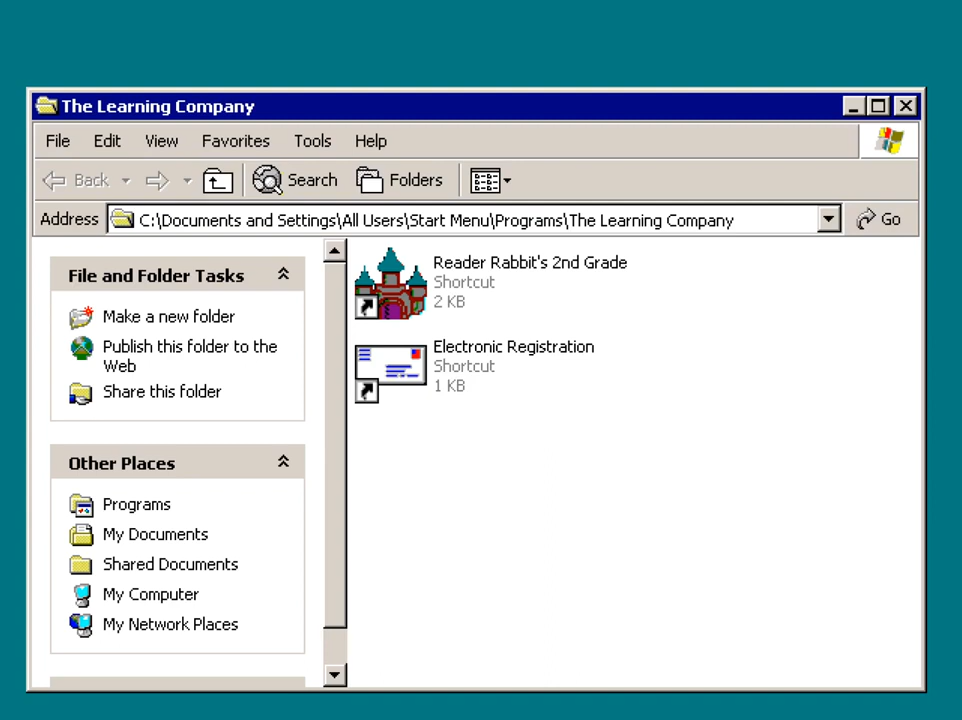 The Learning Company
File Edit View Favorites Tools Help
Back Search Folders
Address C:\Documents and Settings\All Users\Start Menu\Programs\The Learning Company Go
File and Folder Tasks
Make a new folder
Publish this folder to the
Web
Share this folder
Other Places
Programs
My Documents
Shared Documents
My Computer
My Network Places
Reader Rabbit's 2nd Grade
Shortcut
2 KB
Electronic Registration
Shortcut
1 KB